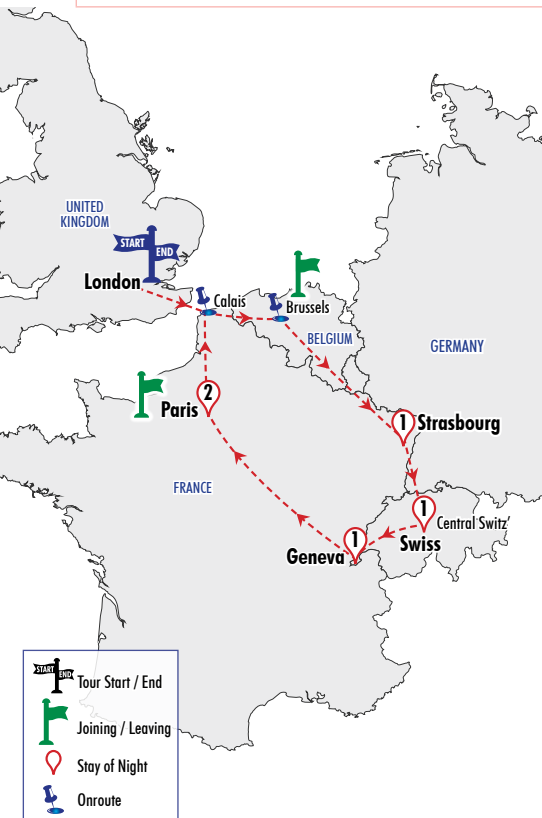 UNITED
KINGDOM
START
END
London
Calais
Brussels
BELGIUM
GERMANY
2
Paris
1
Strasbourg
FRANCE
1
Central Switz'
Swiss
1
Geneva
START
END
Tour Start / End
Joining / Leaving
Stay of Night
Onroute